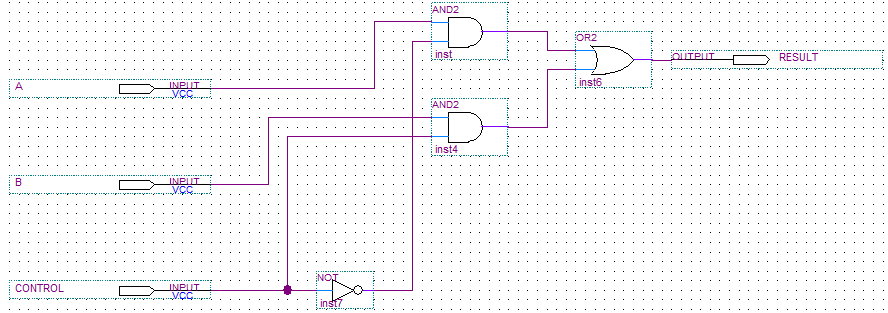 AND2
inst
OR2
inst6
OUTPUT
RESULT
A
INPUT
VCC
AND2
inst4
B
INPUT
VCC
CONTROL
INPUT
VCC
NOT
inst7